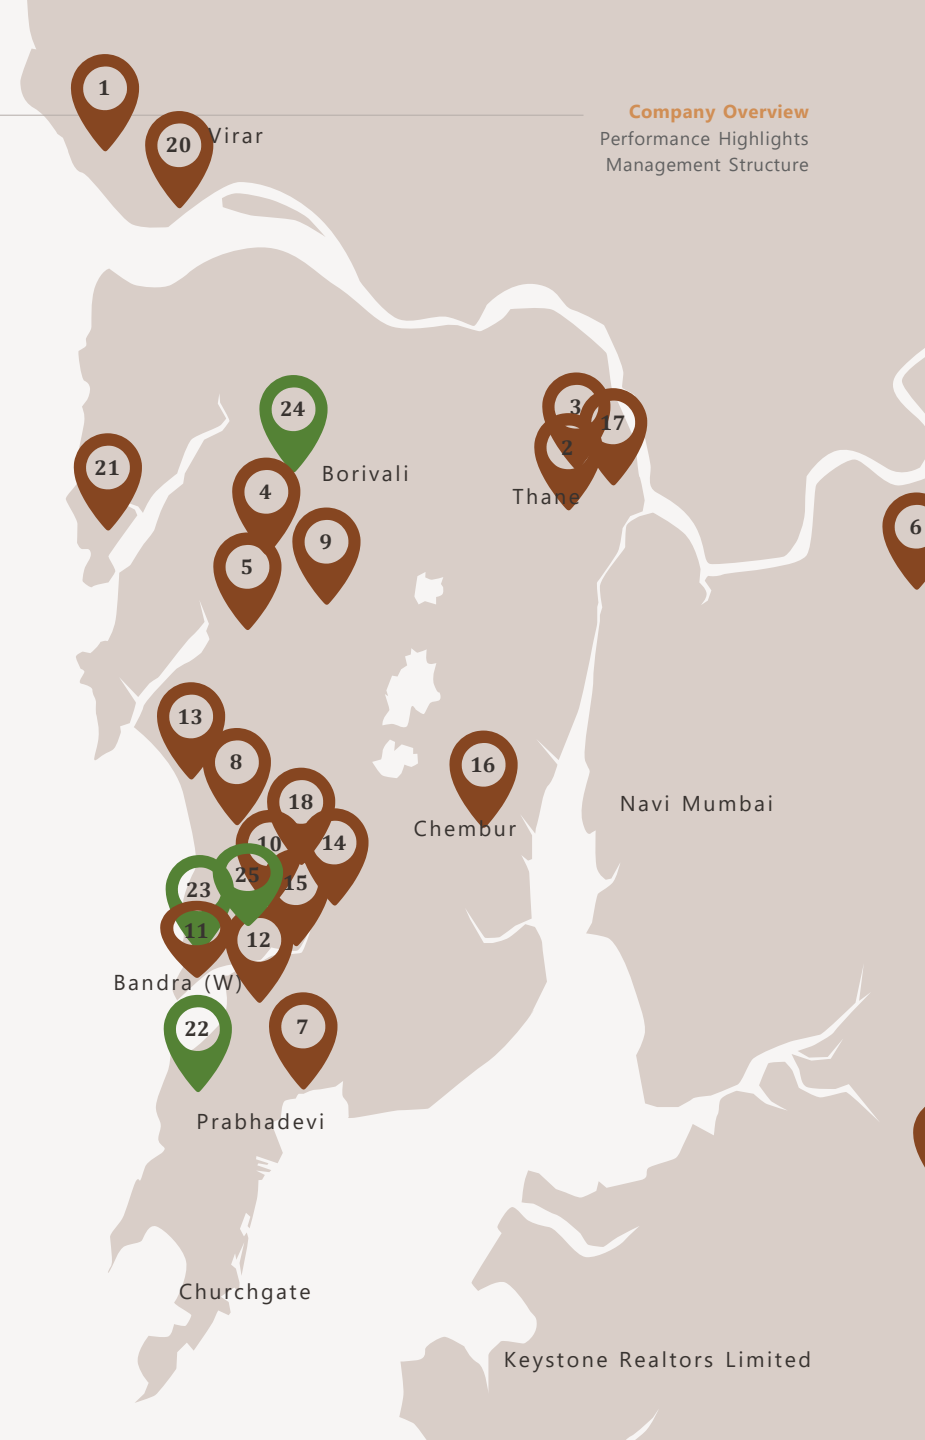 1
20
Virar
Company Overview
Performance Highlights
Management Structure
24
3
17
2
21
Borivali
4
Thane
9
6
5
13
8
16
18
Navi Mumbai
Chembur
10
14
25
15
23
11
12
Bandra (W)
22
7
Prabhadevi
Churchgate
Keystone Realtors Limited